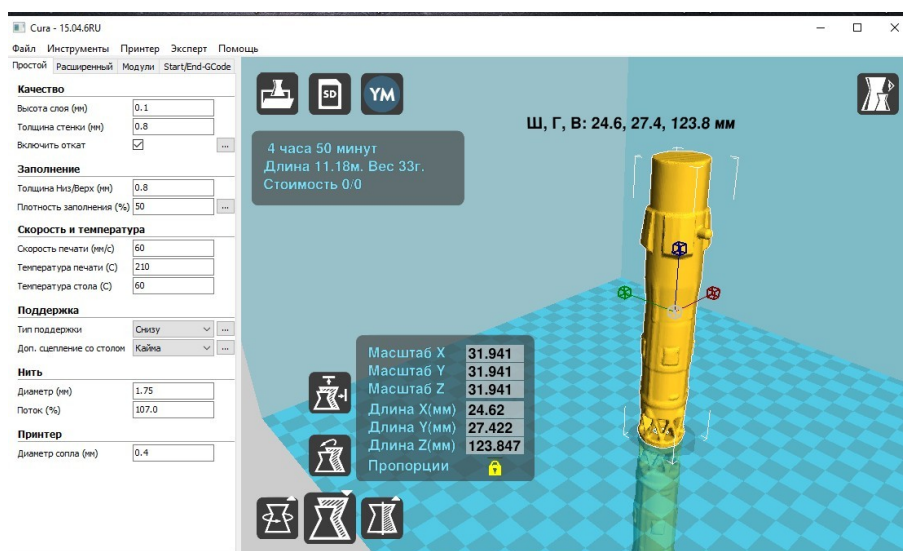 Cura - 15.04.6RU
Файл Инструменты Принтер Эксперт Помощь
Простой Расширенный Модули Start/End-GCode
Качество
Высота слоя (мм) 0.1
Толщина стенки (мм) 0.8
Включить откат ...
Заполнение
Толщина Низ/Верх (мм) 0.8
Плотность заполнения (%) 50 ...
Скорость и температура
Скорость печати (мм/с) 60
Температура печати (C) 210
Температура стола (C) 60
Поддержка
Тип поддержки Снизу ...
Доп. сцепление со столом Кайма ...
Нить
Диаметр (мм) 1.75
Поток (%) 107.0
Принтер
Диаметр сопла (мм) 0.4
SD
YM
4 часа 50 минут
Длина 11.18м. Вес 33г.
Стоимость 0/0
Ш, Г, В: 24.6, 27.4, 123.8 мм
Масштаб X 31.941
Масштаб Y 31.941
Масштаб Z 31.941
Длина X(мм) 24.62
Длина Y(мм) 27.422
Длина Z(мм) 123.847
Пропорции